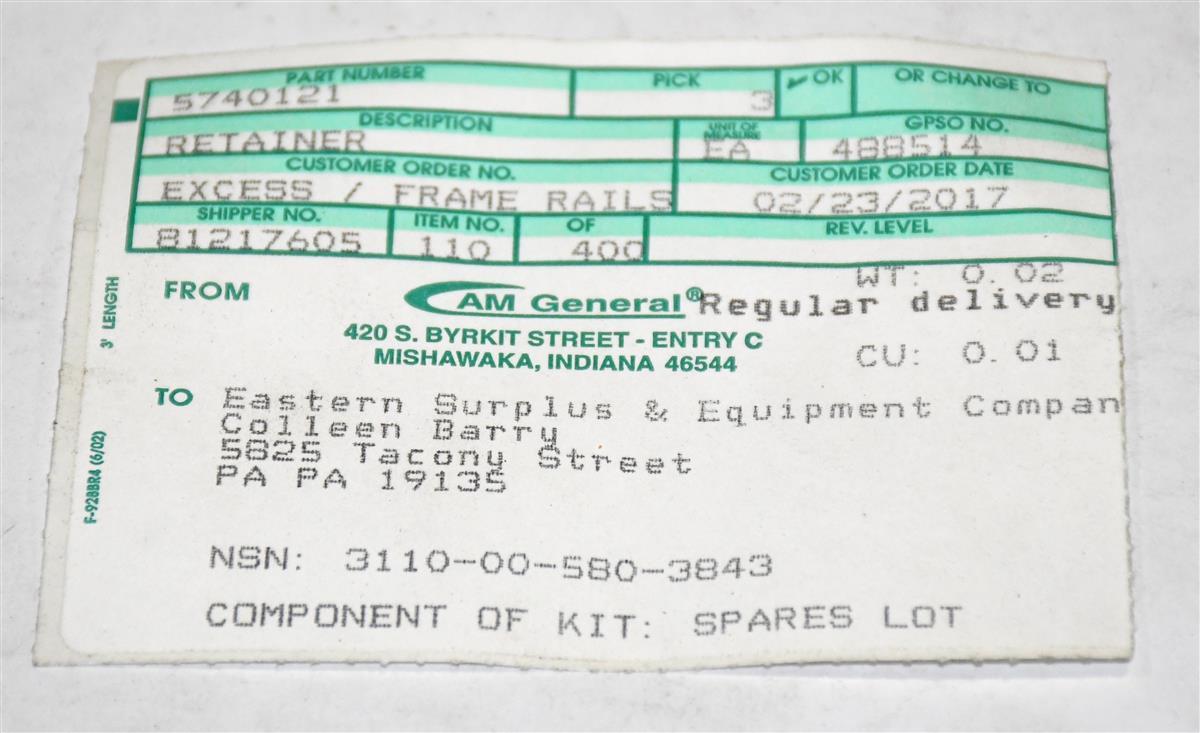 PART NUMBER PICK ✔OK OR CHANGE TO
5740121 3
DESCRIPTION UNIT OF MEASURE GPSO NO.
RETAINER EA 488514
CUSTOMER ORDER NO. CUSTOMER ORDER DATE
EXCESS / FRAME RAILS 02/23/2017
SHIPPER NO. ITEM NO. OF REV. LEVEL
81217605 110 400
WT: 0.02
FROM AM General® Regular delivery
420 S. BYRKIT STREET - ENTRY C
MISHAWAKA, INDIANA 46544
CU: 0.01
TO Eastern Surplus & Equipment Compan
Colleen Barry
5825 Tacony Street
PA PA 19135
NSN: 3110-00-580-3843
COMPONENT OF KIT: SPARES LOT
3' LENGTH
F-928BR4 (6/02)